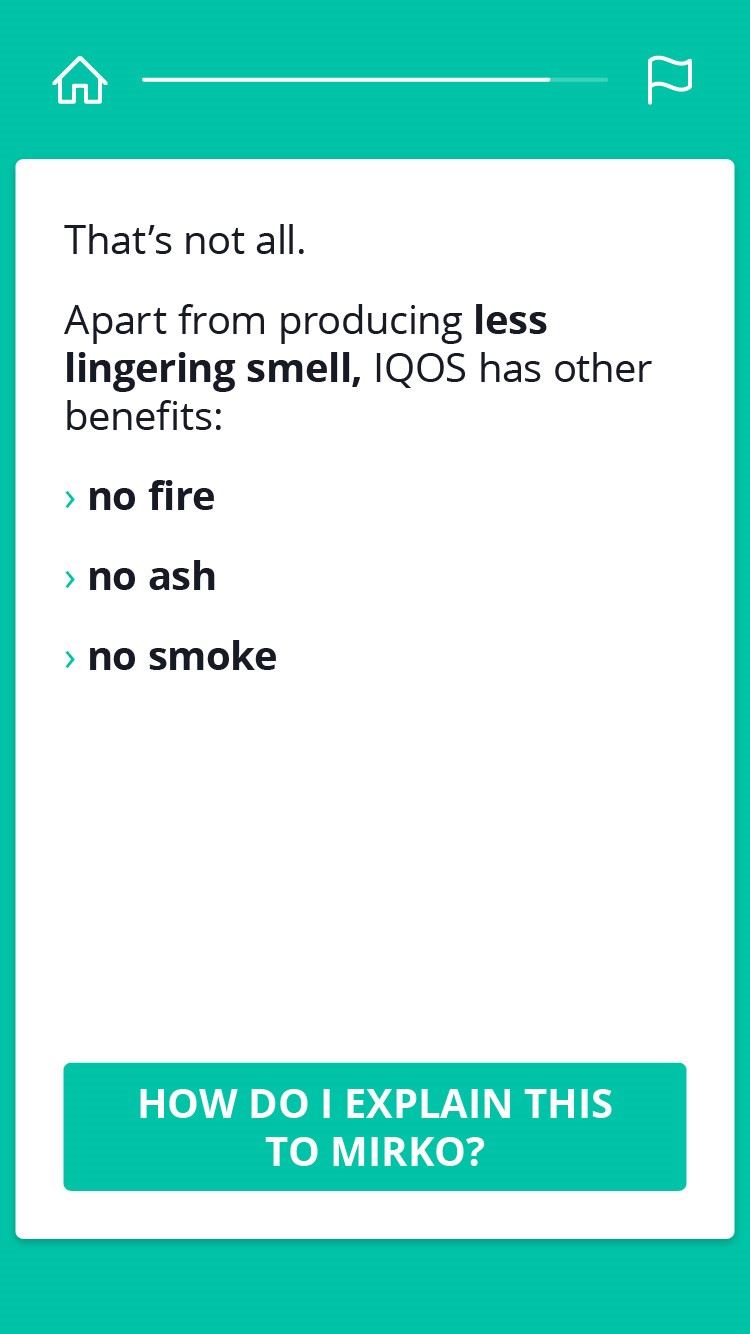 That’s not all.
Apart from producing less
lingering smell, IQOS has other
benefits:
› no fire
› no ash
› no smoke
HOW DO I EXPLAIN THIS
TO MIRKO?